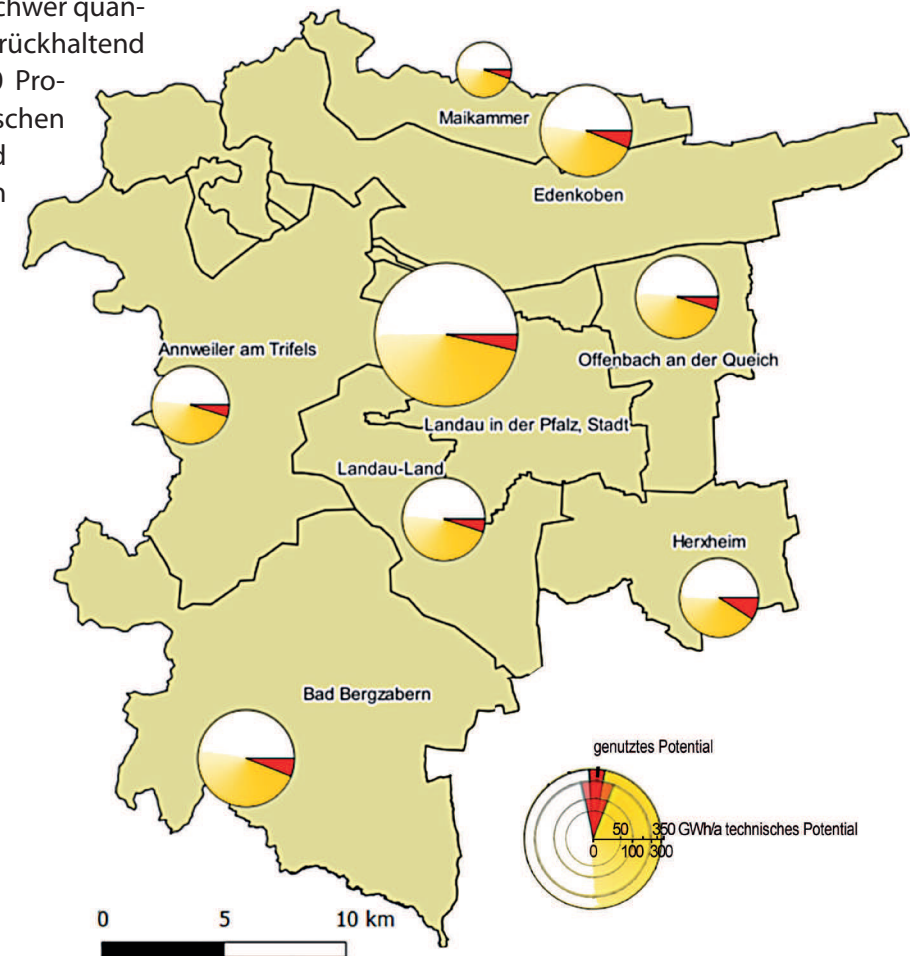 chwer quan-
rückhaltend
Pro-
schen
Maikammer
Edenkoben
Annweiler am Trifels
Offenbach an der Queich
Landau in der Pfalz, Stadt
Landau-Land
Herxheim
Bad Bergzabern
genutztes Potential
50 350 GWh/a technisches Potential
0 100 300
0 5 10 km